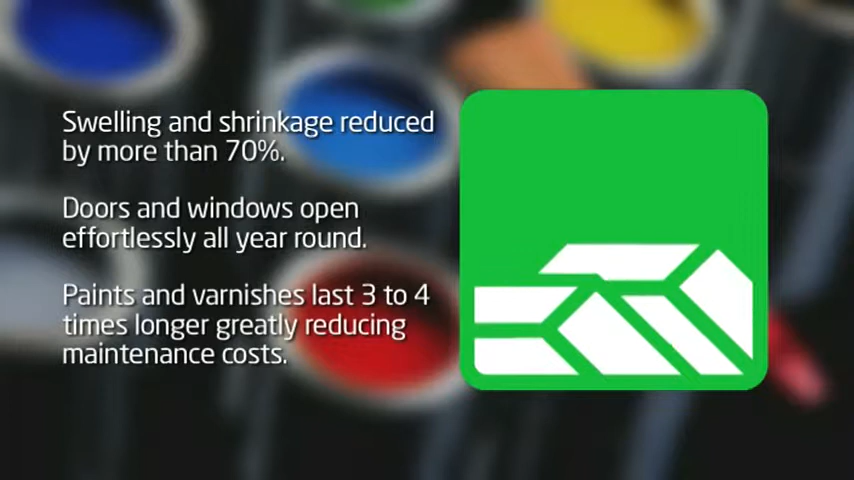 Swelling and shrinkage reduced
by more than 70%.
Doors and windows open
effortlessly all year round.
Paints and varnishes last 3 to 4
times longer greatly reducing
maintenance costs.